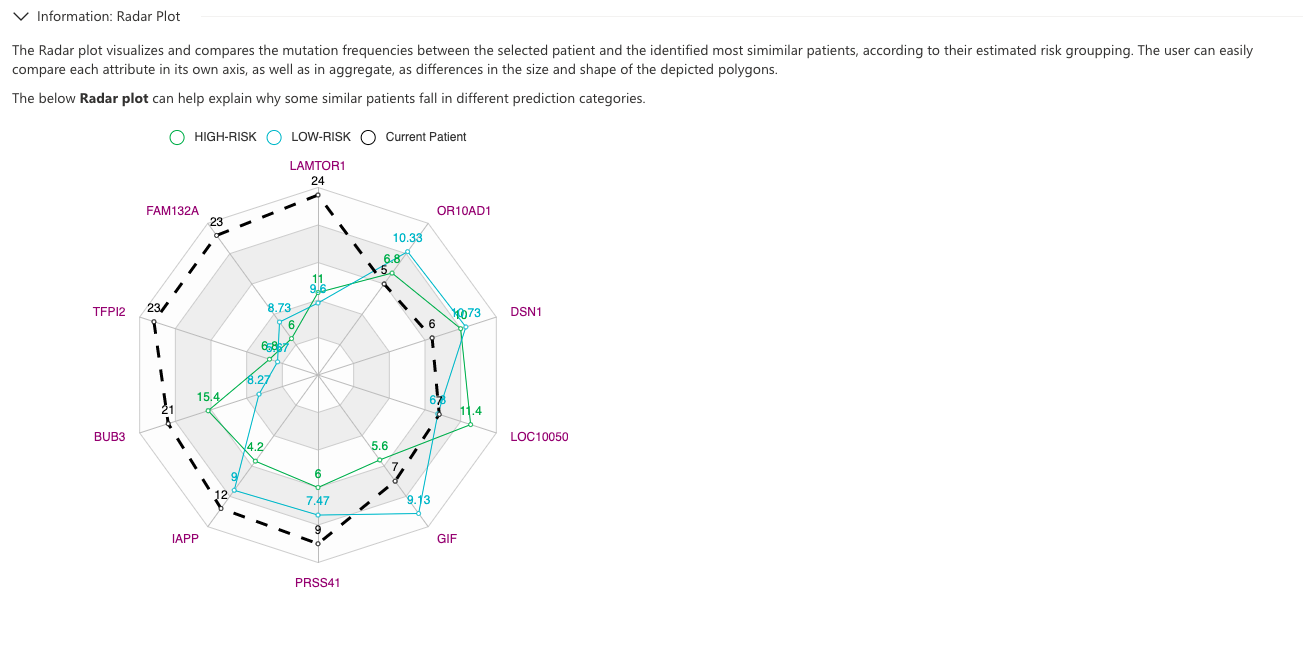 Information: Radar Plot
The Radar plot visualizes and compares the mutation frequencies between the selected patient and the identified most simimilar patients, according to their estimated risk groupping. The user can easily
compare each attribute in its own axis, as well as in aggregate, as differences in the size and shape of the depicted polygons.
The below Radar plot can help explain why some similar patients fall in different prediction categories.
HIGH-RISK LOW-RISK Current Patient
LAMTOR1
24
FAM132A
OR10AD1
23
10.33
6.8
5
11
9.6
8.73
TFPI2
23
DSN1
10
10.73
6
6
6.8
5.67
8.27
15.4
21
6.8
7
11.4
BUB3
LOC10050
4.2
5.6
6
7
9
12
7.47
9.13
9
IAPP
GIF
PRSS41